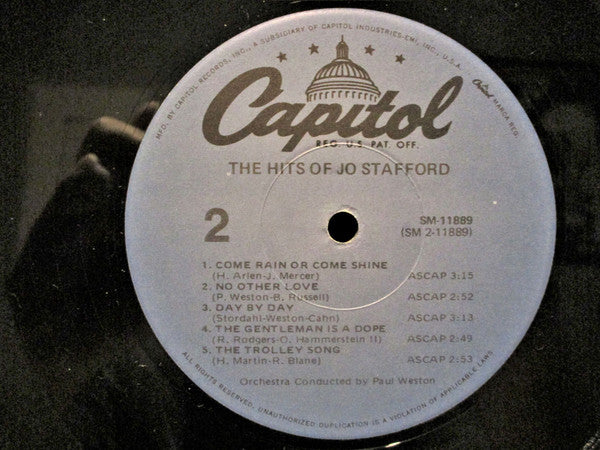 MFD. BY CAPITOL RECORDS, INC., A SUBSIDIARY OF CAPITOL INDUSTRIES-EMI, INC., U.S.A.
Capitol MARCA REG.
Capitol
REG. U.S. PAT. OFF.
THE HITS OF JO STAFFORD
2
SM-11889
(SM 2-11889)
1. COME RAIN OR COME SHINE
(H. Arlen-J. Mercer) ASCAP 3:15
2. NO OTHER LOVE
(P. Weston-B. Russell) ASCAP 2:52
3. DAY BY DAY
(Stordahl-Weston-Cahn) ASCAP 3:13
4. THE GENTLEMAN IS A DOPE
(R. Rodgers-O. Hammerstein II) ASCAP 2:49
5. THE TROLLEY SONG
(H. Martin-R. Blane) ASCAP 2:53
Orchestra Conducted by Paul Weston
ALL RIGHTS RESERVED. UNAUTHORIZED DUPLICATION IS A VIOLATION OF APPLICABLE LAWS